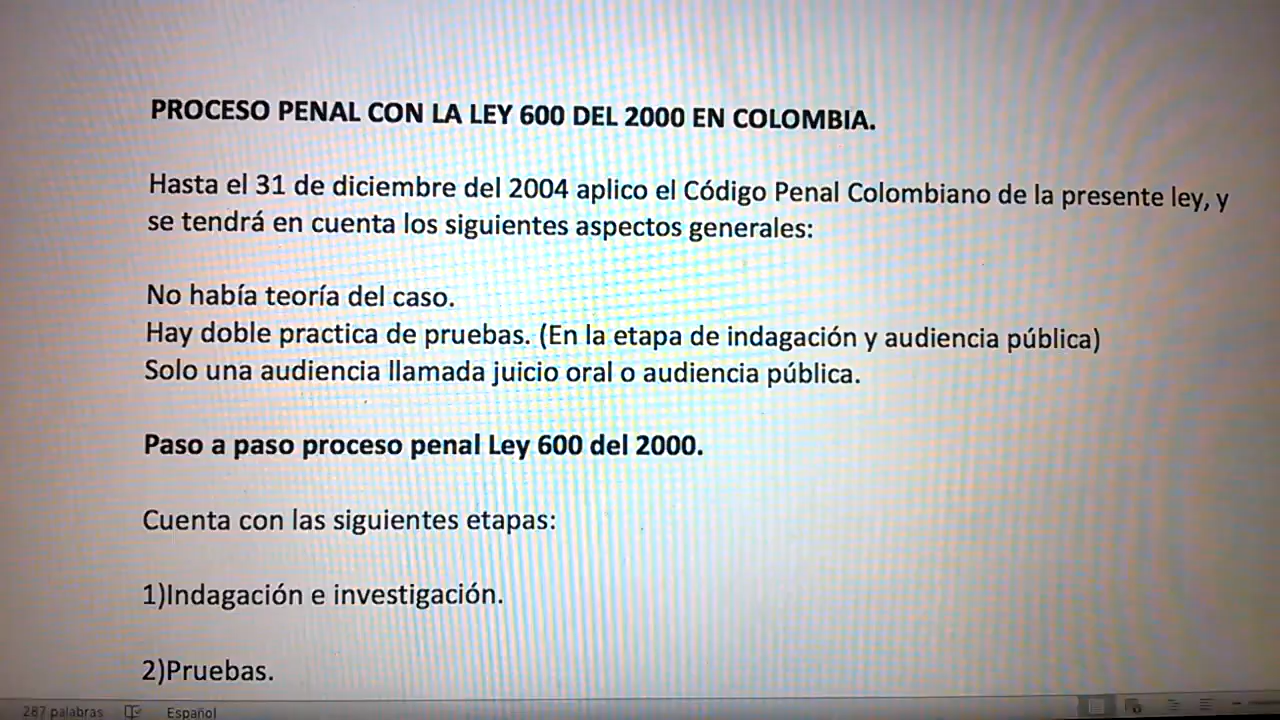 PROCESO PENAL CON LA LEY 600 DEL 2000 EN COLOMBIA.
Hasta el 31 de diciembre del 2004 aplico el Código Penal Colombiano de la presente ley, y
se tendrá en cuenta los siguientes aspectos generales:
No había teoría del caso.
Hay doble practica de pruebas. (En la etapa de indagación y audiencia pública)
Solo una audiencia llamada juicio oral o audiencia pública.
Paso a paso proceso penal Ley 600 del 2000.
Cuenta con las siguientes etapas:
1)Indagación e investigación.
2)Pruebas.
287 palabras Español